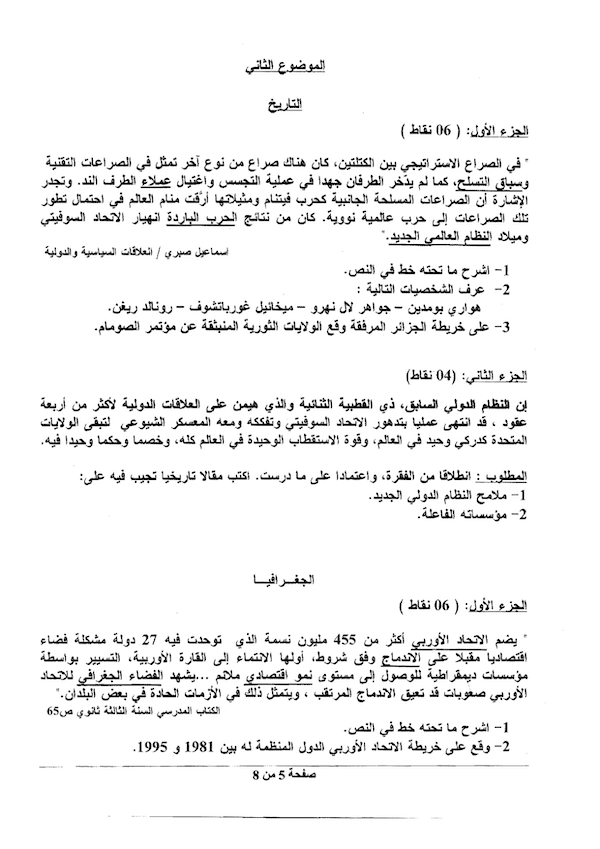 الموضوع الثاني
التاريخ
الجزء الأول: ( 06 نقاط )
" في الصراع الاستراتيجي بين الكتلتين، كان هناك صراع من نوع آخر تمثل في الصراعات التقنية
وسباق التسلح، كما لم يدّخر الطرفان جهدا في عملية التجسس واغتيال عملاء الطرف الند. وتجدر
الإشارة أن الصراعات المسلحة الجانبية كحرب فيتنام ومثيلاتها أرّقت منام العالم في احتمال تطور
تلك الصراعات إلى حرب عالمية نووية. كان من نتائج الحرب الباردة انهيار الاتحاد السوفيتي
وميلاد النظام العالمي الجديد."
اسماعيل صبري / انعلاقات السياسية والدولية
1- اشرح ما تحته خط في النص.
2- عرف الشخصيات التالية :
هواري بومدين – جواهر لال نهرو – ميخائيل غورباتشوف – رونالد ريغن.
3- على خريطة الجزائر المرفقة وقع الولايات الثورية المنبثقة عن مؤتمر الصومام.
الجزء الثاني: (04 نقاط)
إن النظام الدولي السابق، ذي القطبية الثنائية والذي هيمن على العلاقات الدولية لأكثر من أربعة
عقود ، قد انتهى عمليا بتدهور الاتحاد السوفيتي وتفككه ومعه المعسكر الشيوعي لتبقى الولايات
المتحدة كدركي وحيد في العالم، وقوة الاستقطاب الوحيدة في العالم كله، وخصما وحكما وحيدا فيه.
المطلوب : انطلاقا من الفقرة، واعتمادا على ما درست. اكتب مقالا تاريخيا تجيب فيه على:
1- ملامح النظام الدولي الجديد.
2- مؤسساته الفاعلة.
الجغرافيا
الجزء الأول: ( 06 نقاط )
" يضم الاتحاد الأوربي أكثر من 455 مليون نسمة الذي توحدت فيه 27 دولة مشكلة فضاء
اقتصاديا مقبلا على الاندماج وفق شروط، أولها الانتماء إلى القارة الأوربية، التسيير بواسطة
مؤسسات ديمقراطية للوصول إلى مستوى نمو اقتصادي ملائم ...يشهد الفضاء الجغرافي للاتحاد
الأوربي صعوبات قد تعيق الاندماج المرتقب ، ويتمثل ذلك في الأزمات الحادة في بعض البلدان."
الكتاب المدرسي السنة الثالثة ثانوي ص65
1- اشرح ما تحته خط في النص.
2- وقع على خريطة الاتحاد الأوربي الدول المنظمة له بين 1981 و 1995.
صفحة 5 من 8